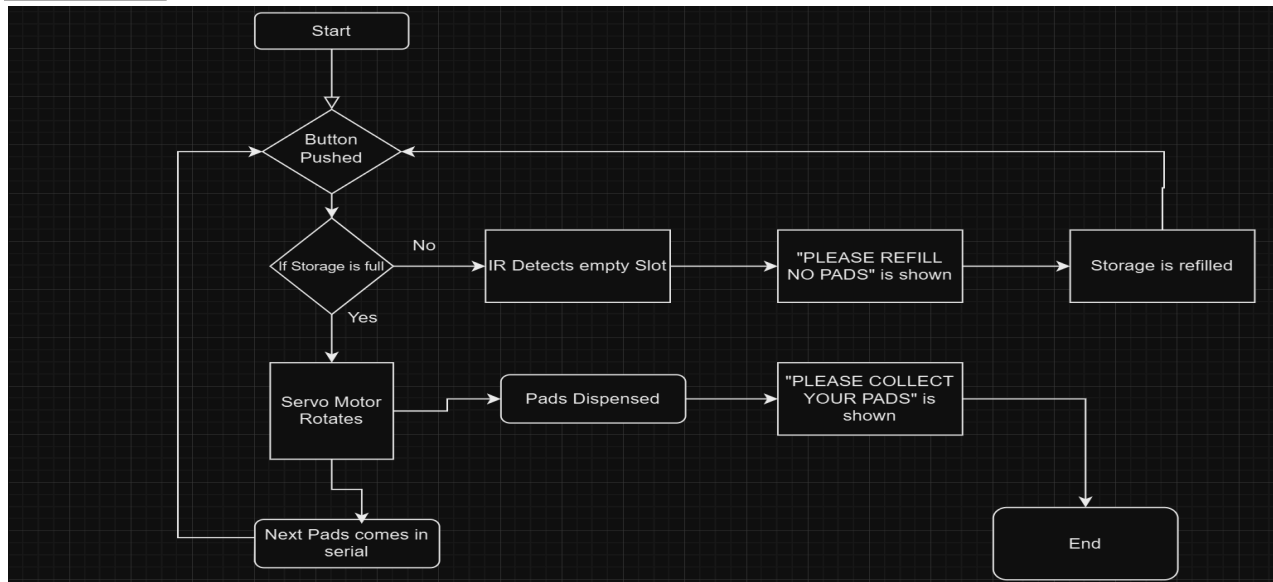 Start
Button
Pushed
If Storage is full
No
IR Detects empty Slot
"PLEASE REFILL
NO PADS" is shown
Storage is refilled
Yes
Servo Motor
Rotates
Pads Dispensed
"PLEASE COLLECT
YOUR PADS" is
shown
Next Pads comes in
serial
End